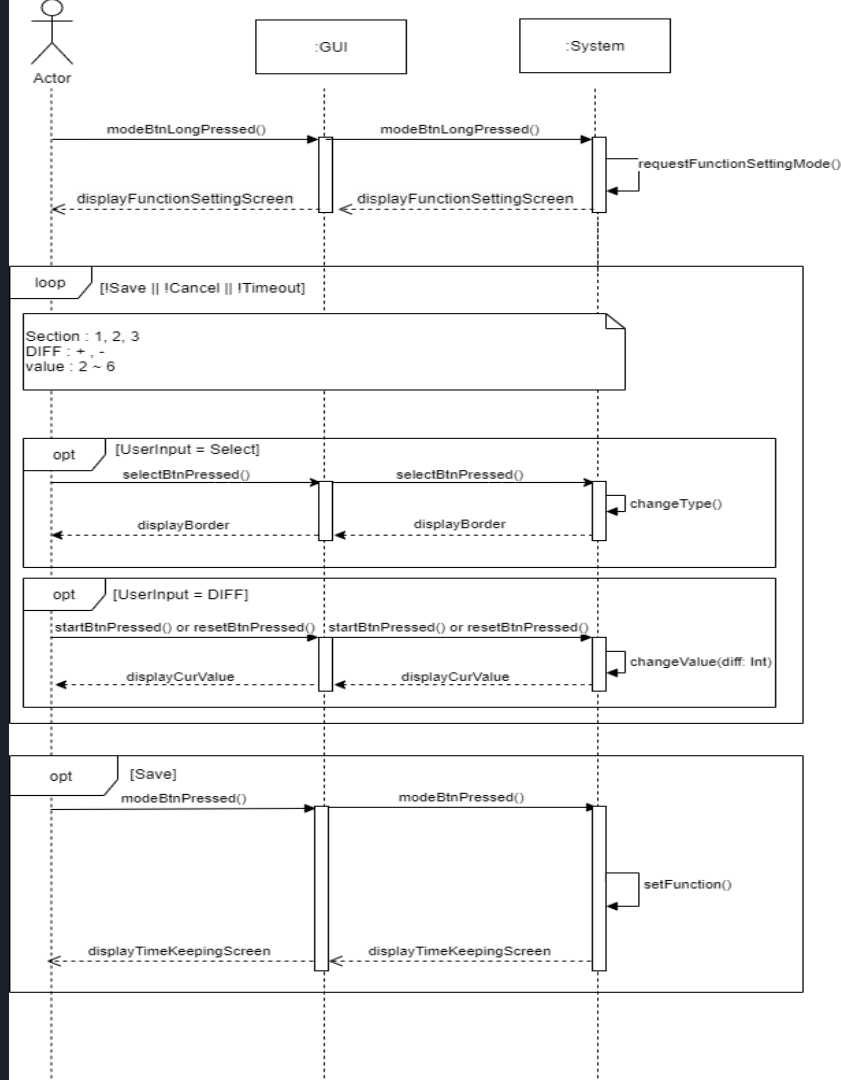 Actor
:GUI
:System
modeBtnLongPressed()
modeBtnLongPressed()
requestFunctionSettingMode()
displayFunctionSettingScreen
displayFunctionSettingScreen
loop
[!Save || !Cancel || !Timeout]
Section : 1, 2, 3
DIFF : + , -
value : 2 ~ 6
opt
[UserInput = Select]
selectBtnPressed()
selectBtnPressed()
changeType()
displayBorder
displayBorder
opt
[UserInput = DIFF]
startBtnPressed() or resetBtnPressed()
startBtnPressed() or resetBtnPressed()
changeValue(diff: Int)
displayCurValue
displayCurValue
opt
[Save]
modeBtnPressed()
modeBtnPressed()
setFunction()
displayTimeKeepingScreen
displayTimeKeepingScreen